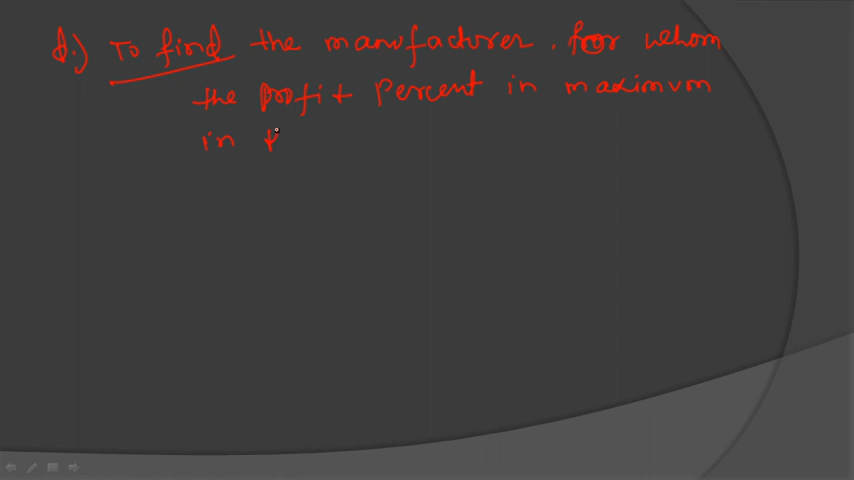 d.) To find the manufacturer. for whom
the profit percent in maximum
in